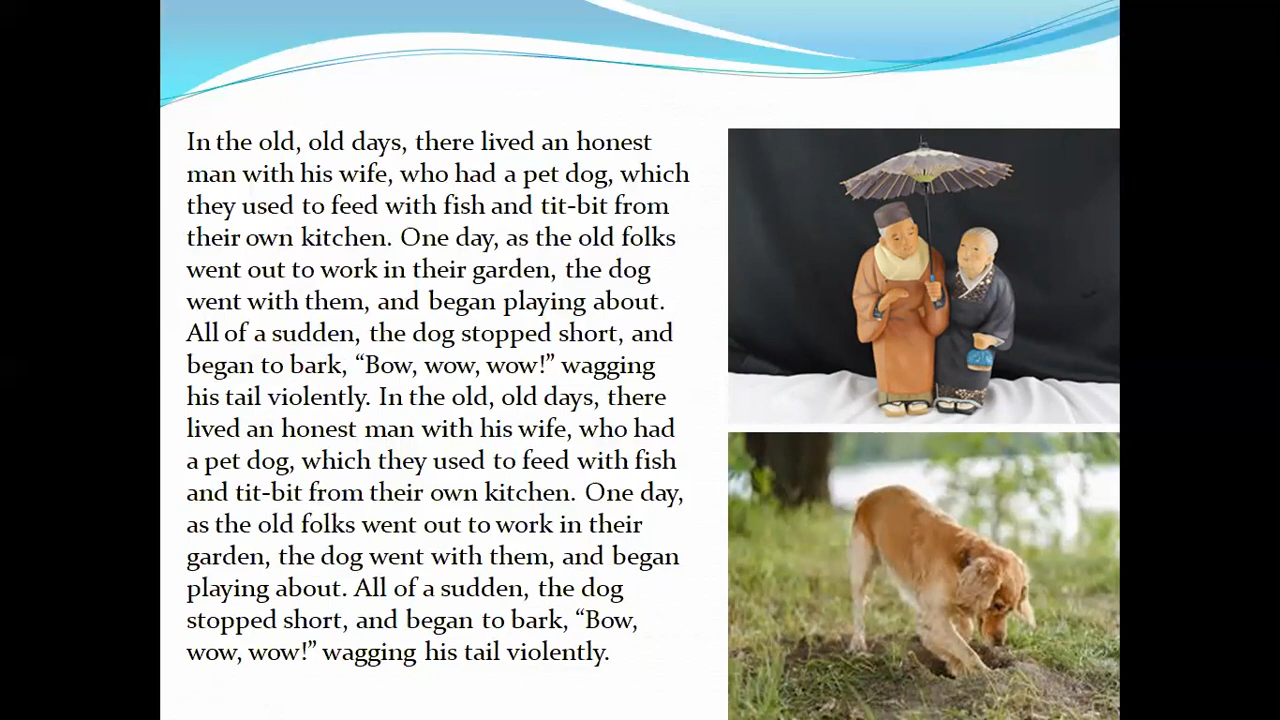 In the old, old days, there lived an honest
man with his wife, who had a pet dog, which
they used to feed with fish and tit-bit from
their own kitchen. One day, as the old folks
went out to work in their garden, the dog
went with them, and began playing about.
All of a sudden, the dog stopped short, and
began to bark, “Bow, wow, wow!” wagging
his tail violently. In the old, old days, there
lived an honest man with his wife, who had
a pet dog, which they used to feed with fish
and tit-bit from their own kitchen. One day,
as the old folks went out to work in their
garden, the dog went with them, and began
playing about. All of a sudden, the dog
stopped short, and began to bark, “Bow,
wow, wow!” wagging his tail violently.